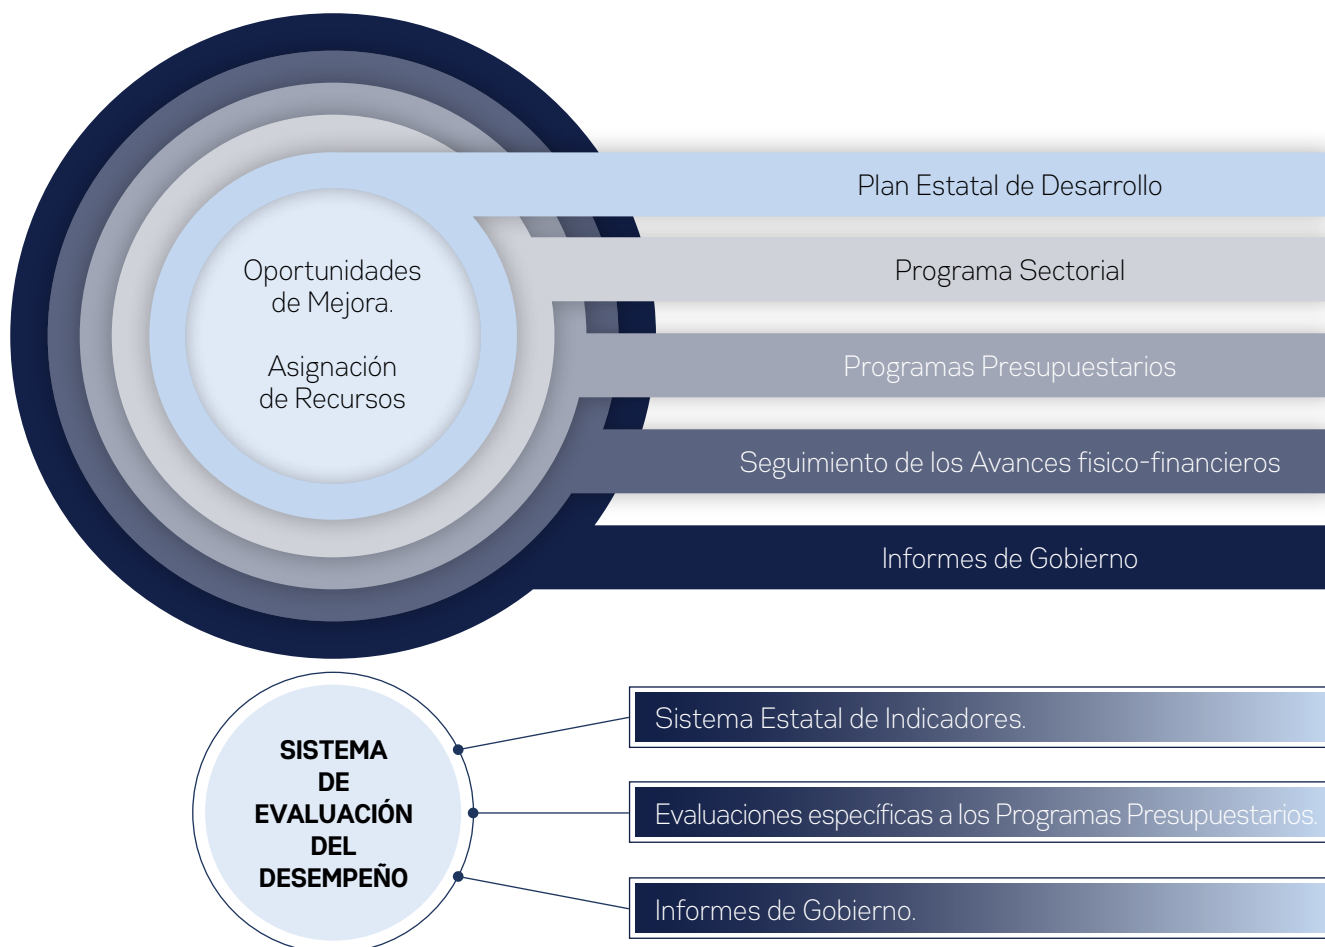 Oportunidades
de Mejora.
Asignación
de Recursos
Plan Estatal de Desarrollo
Programa Sectorial
Programas Presupuestarios
Seguimiento de los Avances fisico-financieros
Informes de Gobierno
SISTEMA
DE
EVALUACIÓN
DEL
DESEMPEÑO
Sistema Estatal de Indicadores.
Evaluaciones específicas a los Programas Presupuestarios.
Informes de Gobierno.